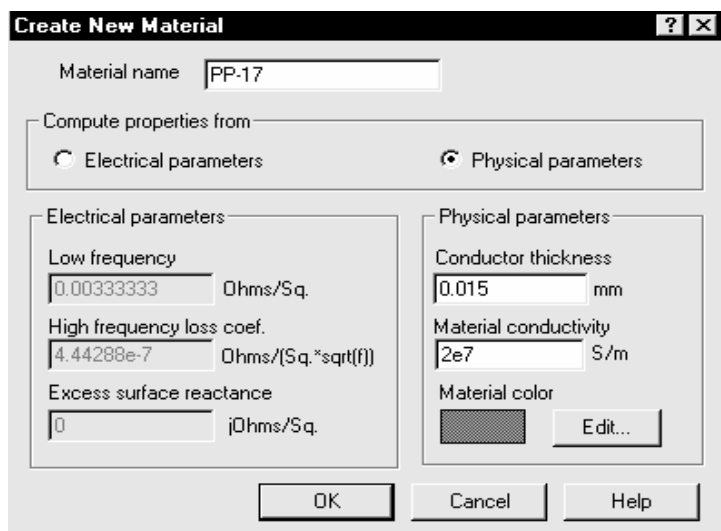 Create New Material
Material name PP-17
Compute properties from
Electrical parameters Physical parameters
Electrical parameters
Low frequency
0.00333333 Ohms/Sq.
High frequency loss coef.
4.44288e-7 Ohms/(Sq.*sqrt(f))
Excess surface reactance
0 jOhms/Sq.
Physical parameters
Conductor thickness
0.015 mm
Material conductivity
2e7 S/m
Material color
Edit...
OK Cancel Help